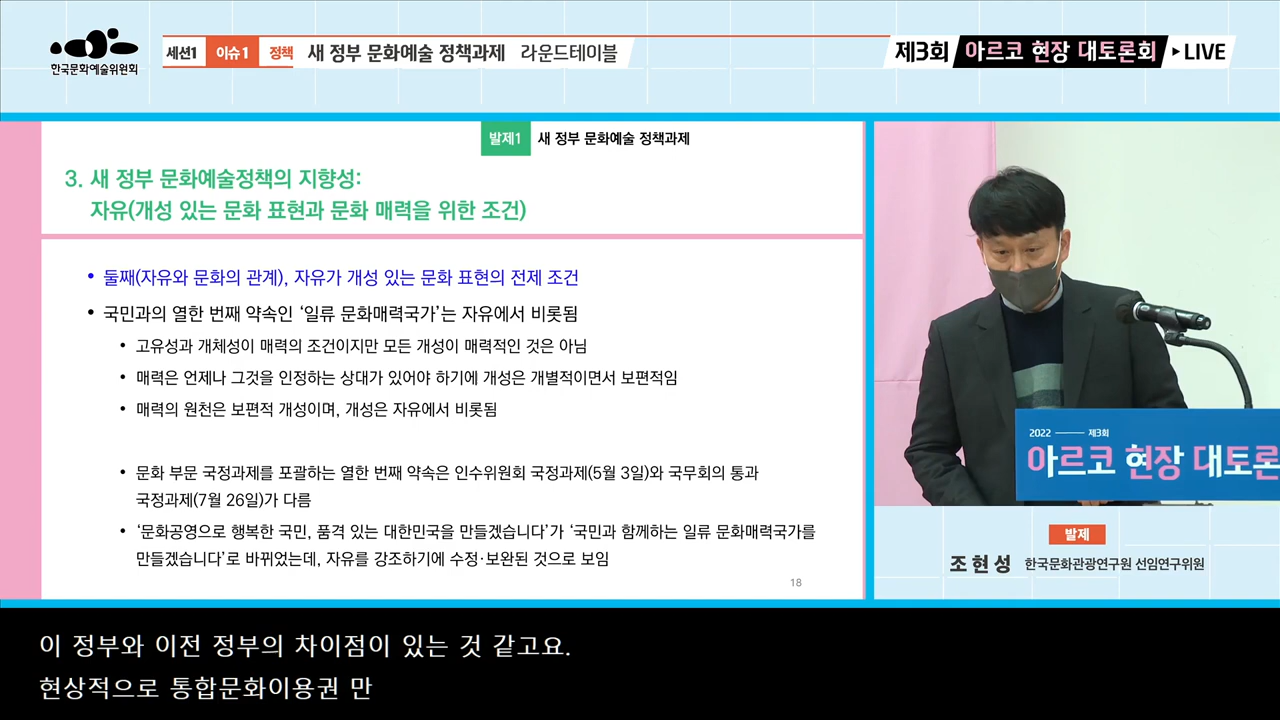 한국문화예술위원회
세션1 이슈1 정책 새 정부 문화예술 정책과제 라운드테이블
제3회 아르코 현장 대토론회 LIVE
발제1 새 정부 문화예술 정책과제
3. 새 정부 문화예술정책의 지향성:
자유(개성 있는 문화 표현과 문화 매력을 위한 조건)
• 둘째(자유와 문화의 관계), 자유가 개성 있는 문화 표현의 전제 조건
• 국민과의 열한 번째 약속인 ‘일류 문화매력국가’는 자유에서 비롯됨
• 고유성과 개체성이 매력의 조건이지만 모든 개성이 매력적인 것은 아님
• 매력은 언제나 그것을 인정하는 상대가 있어야 하기에 개성은 개별적이면서 보편적임
• 매력의 원천은 보편적 개성이며, 개성은 자유에서 비롯됨
• 문화 부문 국정과제를 포괄하는 열한 번째 약속은 인수위원회 국정과제(5월 3일)와 국무회의 통과
국정과제(7월 26일)가 다름
• ‘문화공영으로 행복한 국민, 품격 있는 대한민국을 만들겠습니다’가 ‘국민과 함께하는 일류 문화매력국가를
만들겠습니다’로 바뀌었는데, 자유를 강조하기에 수정·보완된 것으로 보임
18
2022 제3회
아르코 현장 대토론
발제
조현성 한국문화관광연구원 선임연구위원
이 정부와 이전 정부의 차이점이 있는 것 같고요.
현상적으로 통합문화이용권 만